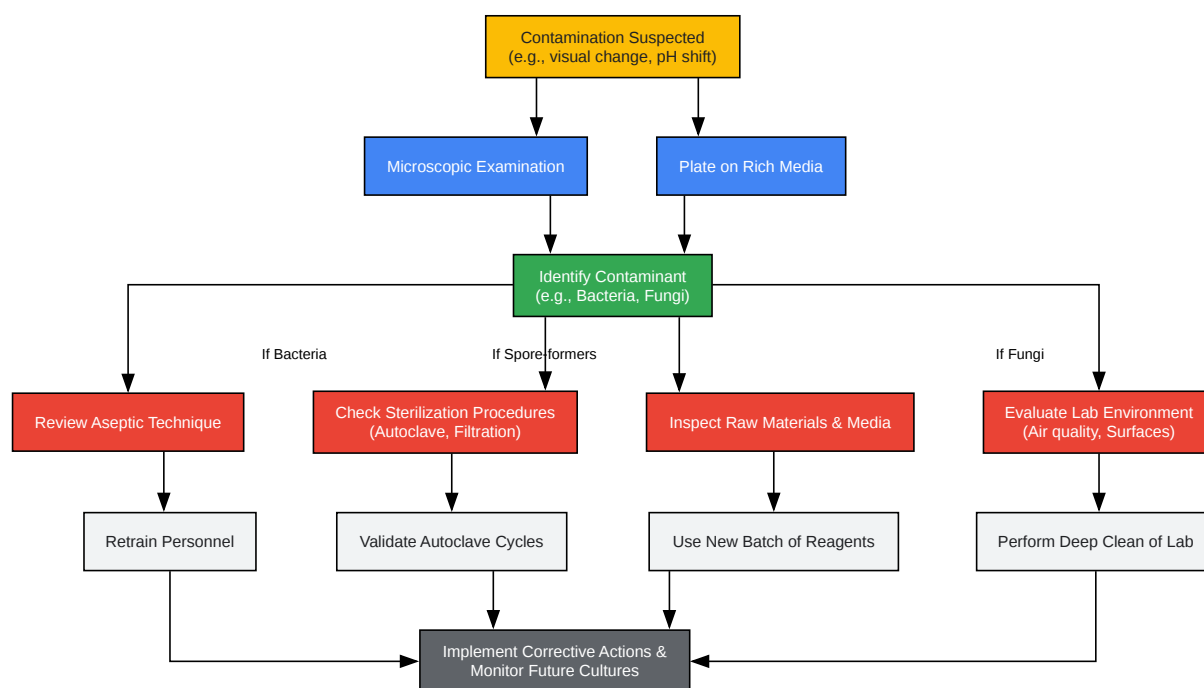 Contamination Suspected
(e.g., visual change, pH shift)
Microscopic Examination
Plate on Rich Media
Identify Contaminant
(e.g., Bacteria, Fungi)
If Bacteria
If Spore-formers
If Fungi
Review Aseptic Technique
Check Sterilization Procedures
(Autoclave, Filtration)
Inspect Raw Materials & Media
Evaluate Lab Environment
(Air quality, Surfaces)
Retrain Personnel
Validate Autoclave Cycles
Use New Batch of Reagents
Perform Deep Clean of Lab
Implement Corrective Actions &
Monitor Future Cultures